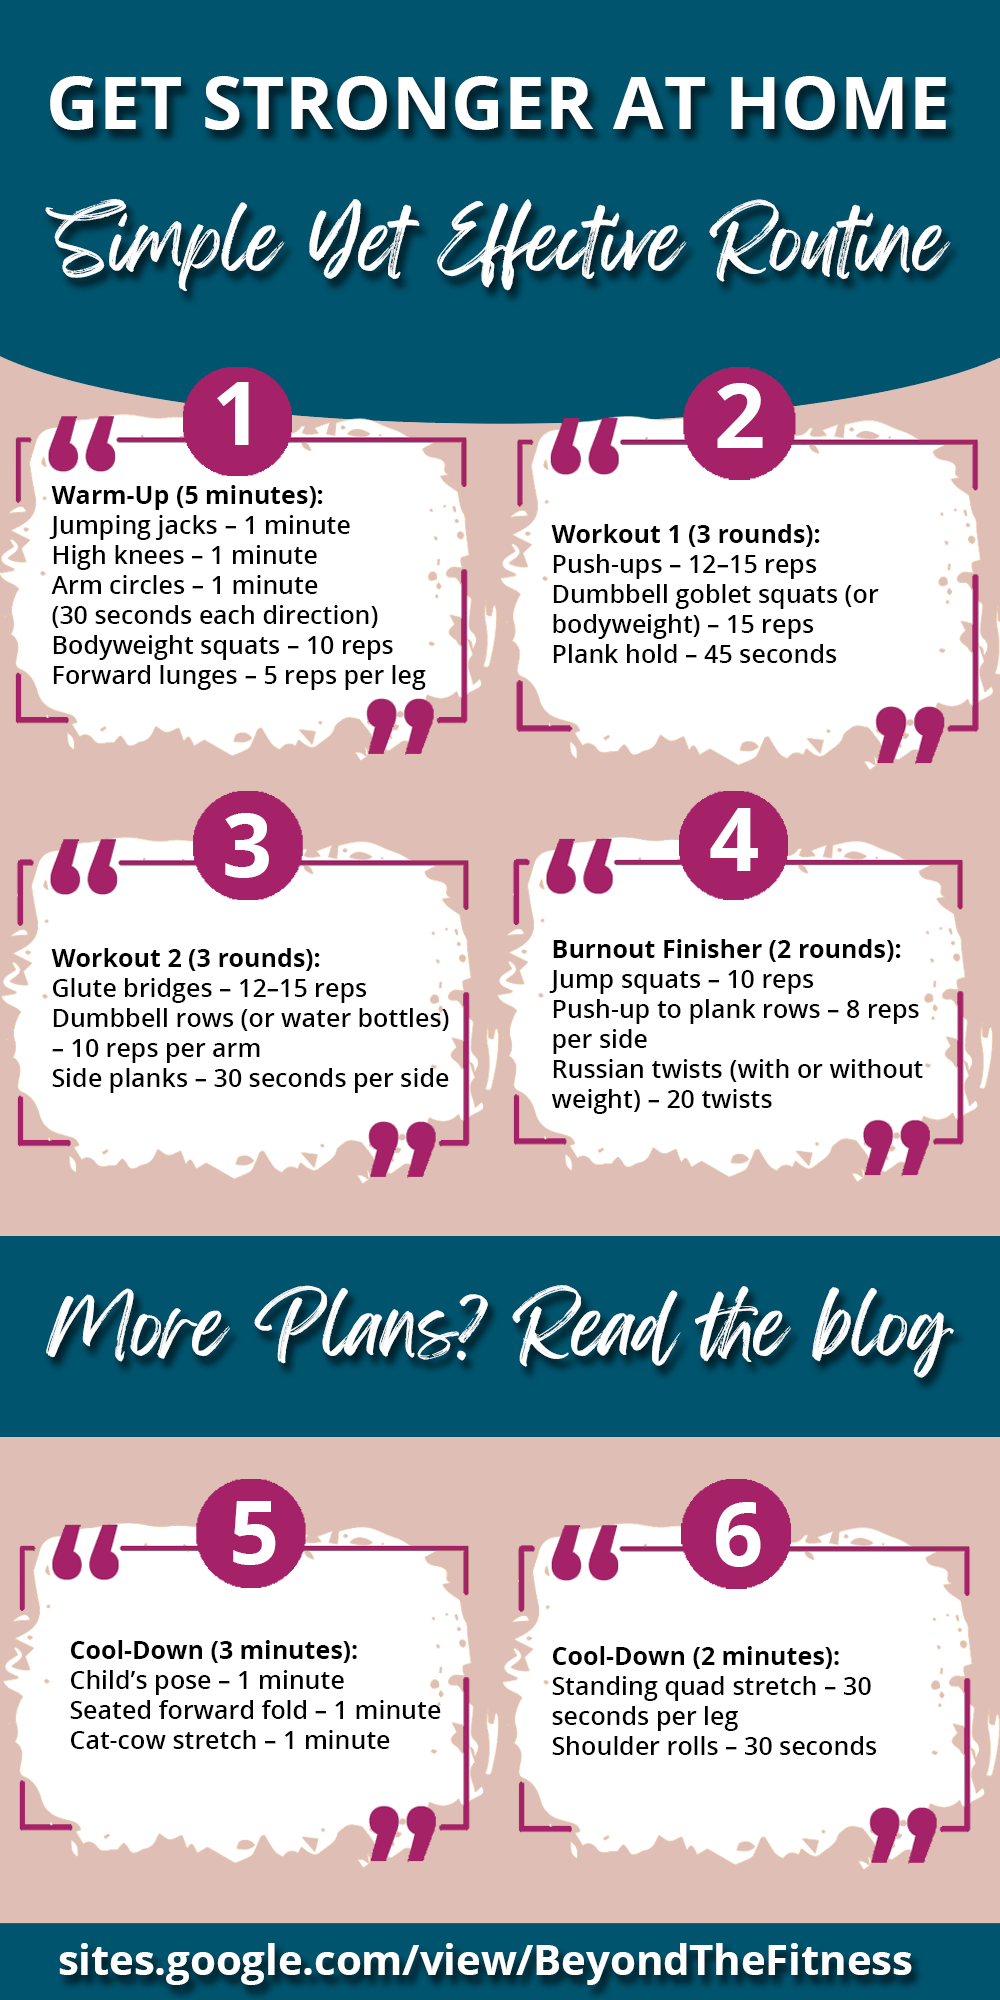 GET STRONGER AT HOME
Simple Yet Effective Routine
1
Warm-Up (5 minutes):
Jumping jacks – 1 minute
High knees – 1 minute
Arm circles – 1 minute
(30 seconds each direction)
Bodyweight squats – 10 reps
Forward lunges – 5 reps per leg
2
Workout 1 (3 rounds):
Push-ups – 12–15 reps
Dumbbell goblet squats (or
bodyweight) – 15 reps
Plank hold – 45 seconds
3
Workout 2 (3 rounds):
Glute bridges – 12–15 reps
Dumbbell rows (or water bottles)
– 10 reps per arm
Side planks – 30 seconds per side
4
Burnout Finisher (2 rounds):
Jump squats – 10 reps
Push-up to plank rows – 8 reps
per side
Russian twists (with or without
weight) – 20 twists
More Plans? Read the blog
5
Cool-Down (3 minutes):
Child’s pose – 1 minute
Seated forward fold – 1 minute
Cat-cow stretch – 1 minute
6
Cool-Down (2 minutes):
Standing quad stretch – 30
seconds per leg
Shoulder rolls – 30 seconds
sites.google.com/view/BeyondTheFitness